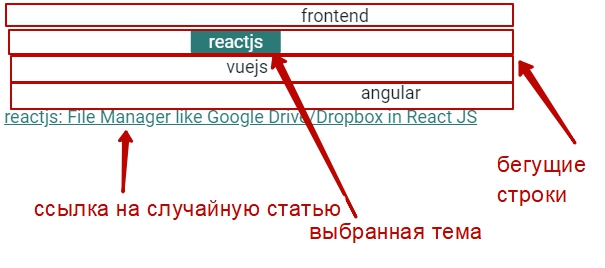 frontend
reactjs
vuejs
angular
reactjs: File Manager like Google Drive/Dropbox in React JS
бегущие
строки
ссылка на случайную статью
выбранная тема